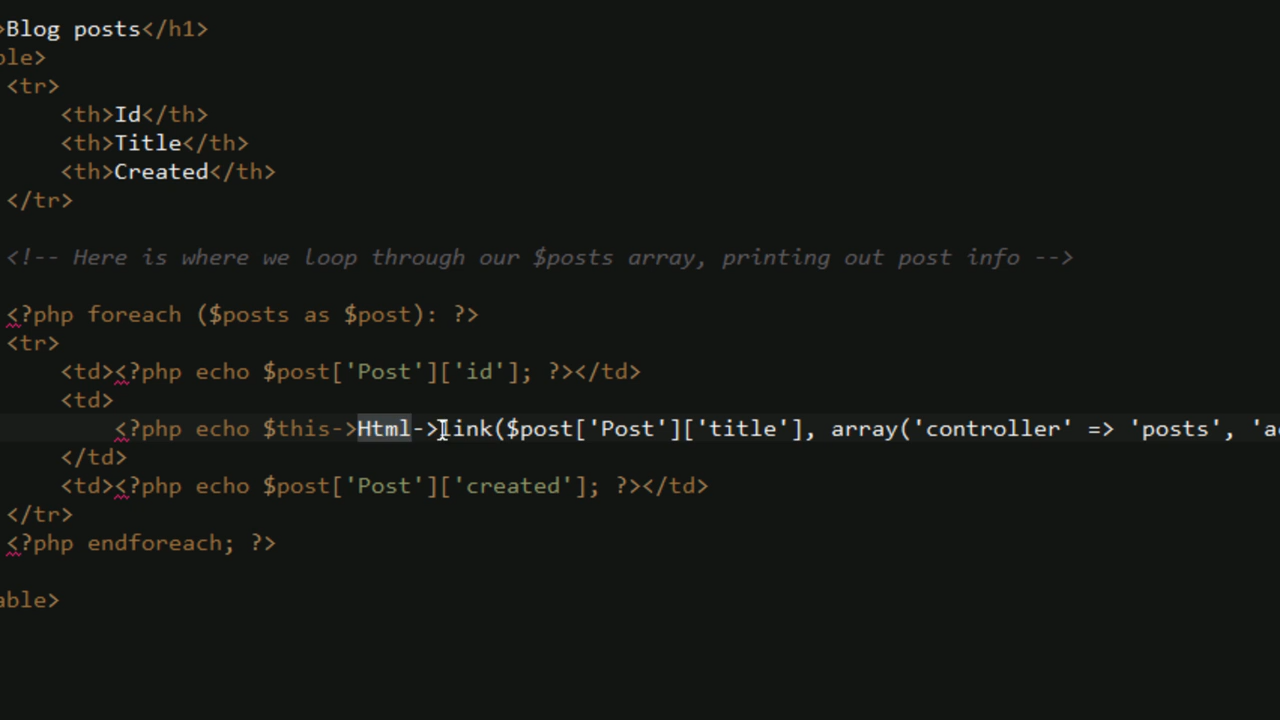 >Blog posts</h1>
ble>
<tr>
<th>Id</th>
<th>Title</th>
<th>Created</th>
</tr>
<!-- Here is where we loop through our $posts array, printing out post info -->
<?php foreach ($posts as $post): ?>
<tr>
<td><?php echo $post['Post']['id']; ?></td>
<td>
<?php echo $this->Html->link($post['Post']['title'], array('controller' => 'posts', 'ac
</td>
<td><?php echo $post['Post']['created']; ?></td>
</tr>
<?php endforeach; ?>
able>